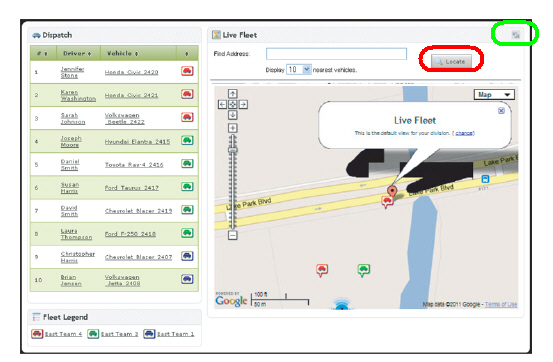 Dispatch
# Driver Vehicle
1 Jennifer Stone Honda Civic 2420
2 Karen Washington Honda Civic 2421
3 Sarah Johnson Volkswagen Beetle 2422
4 Joseph Moore Hyundai Elantra 2415
5 Daniel Smith Toyota Rav-4 2416
6 Susan Harris Ford Taurus 2417
7 David Smith Chevrolet Blazer 2419
8 Laura Thompson Ford F-250 2418
9 Christopher Harris Chevrolet Blazer 2407
10 Brian Jensen Volkswagen Jetta 2408
Fleet Legend
East Team 4 East Team 2 East Team 1
Live Fleet
Find Address:
Locate
Display 10 nearest vehicles.
Map
Live Fleet
This is the default view for your division. [ change]
Lake Park Blvd
Lake Park Blvd
Lake P
POWERED BY
Google
100 ft
50 m
Map data ©2011 Google - Terms of Use